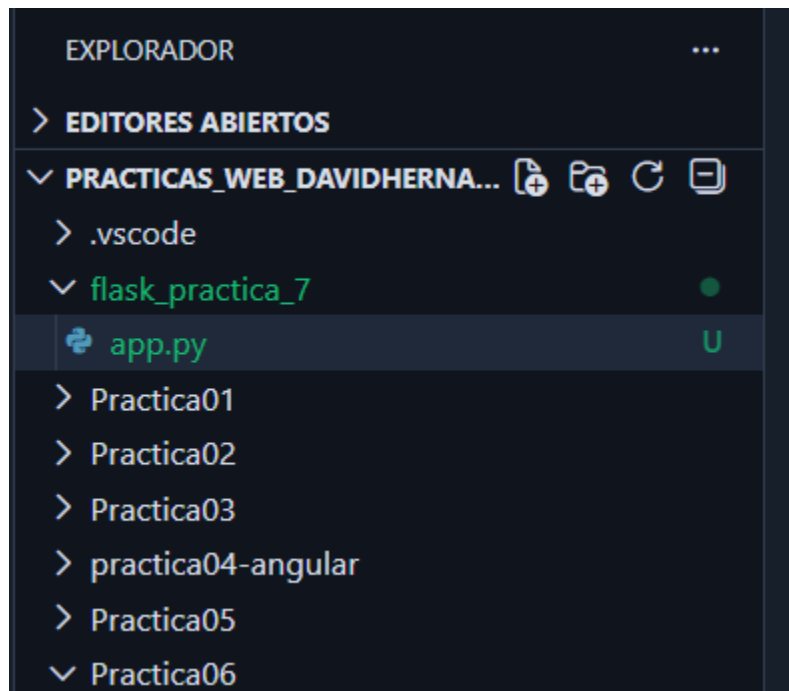 EXPLORADOR ...
EDITORES ABIERTOS
PRACTICAS_WEB_DAVIDHERNA...
.vscode
flask_practica_7
app.py U
Practica01
Practica02
Practica03
practica04-angular
Practica05
Practica06